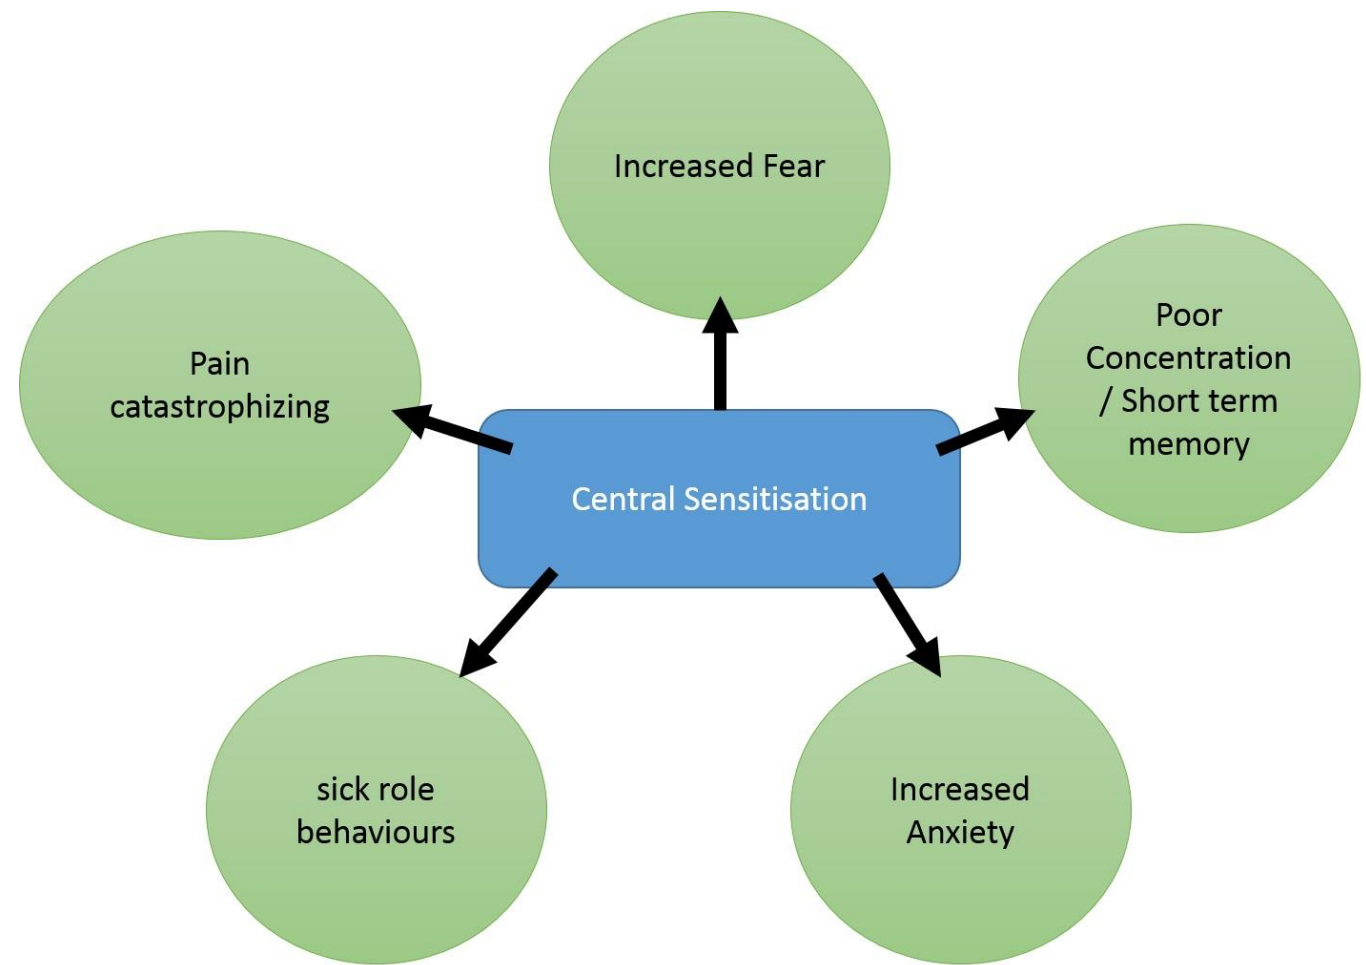 Increased Fear
Poor
Concentration
/ Short term
memory
Pain
catastrophizing
Central Sensitisation
sick role
behaviours
Increased
Anxiety